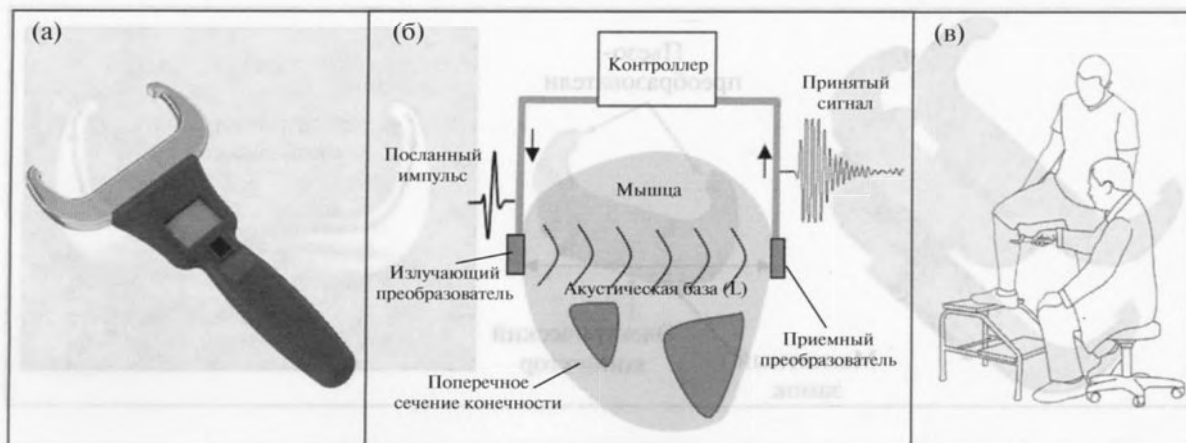 (а)
(б)
(в)
Контроллер
Принятый
сигнал
Посланный
импульс
Мышца
Излучающий
преобразователь
Акустическая база (L)
Приемный
преобразователь
Поперечное
сечение конечности